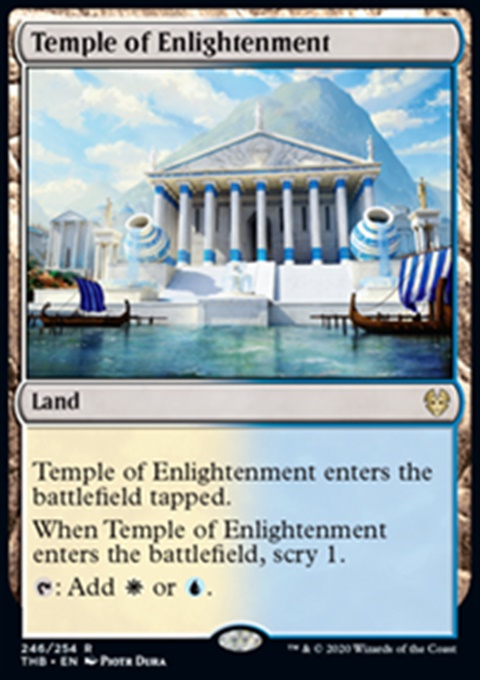 Temple of Enlightenment
Land
Temple of Enlightenment enters the
battlefield tapped.
When Temple of Enlightenment
enters the battlefield, scry 1.
: Add or .
246/254 R
THB • EN Piotr Dura
™ & © 2020 Wizards of the Coast